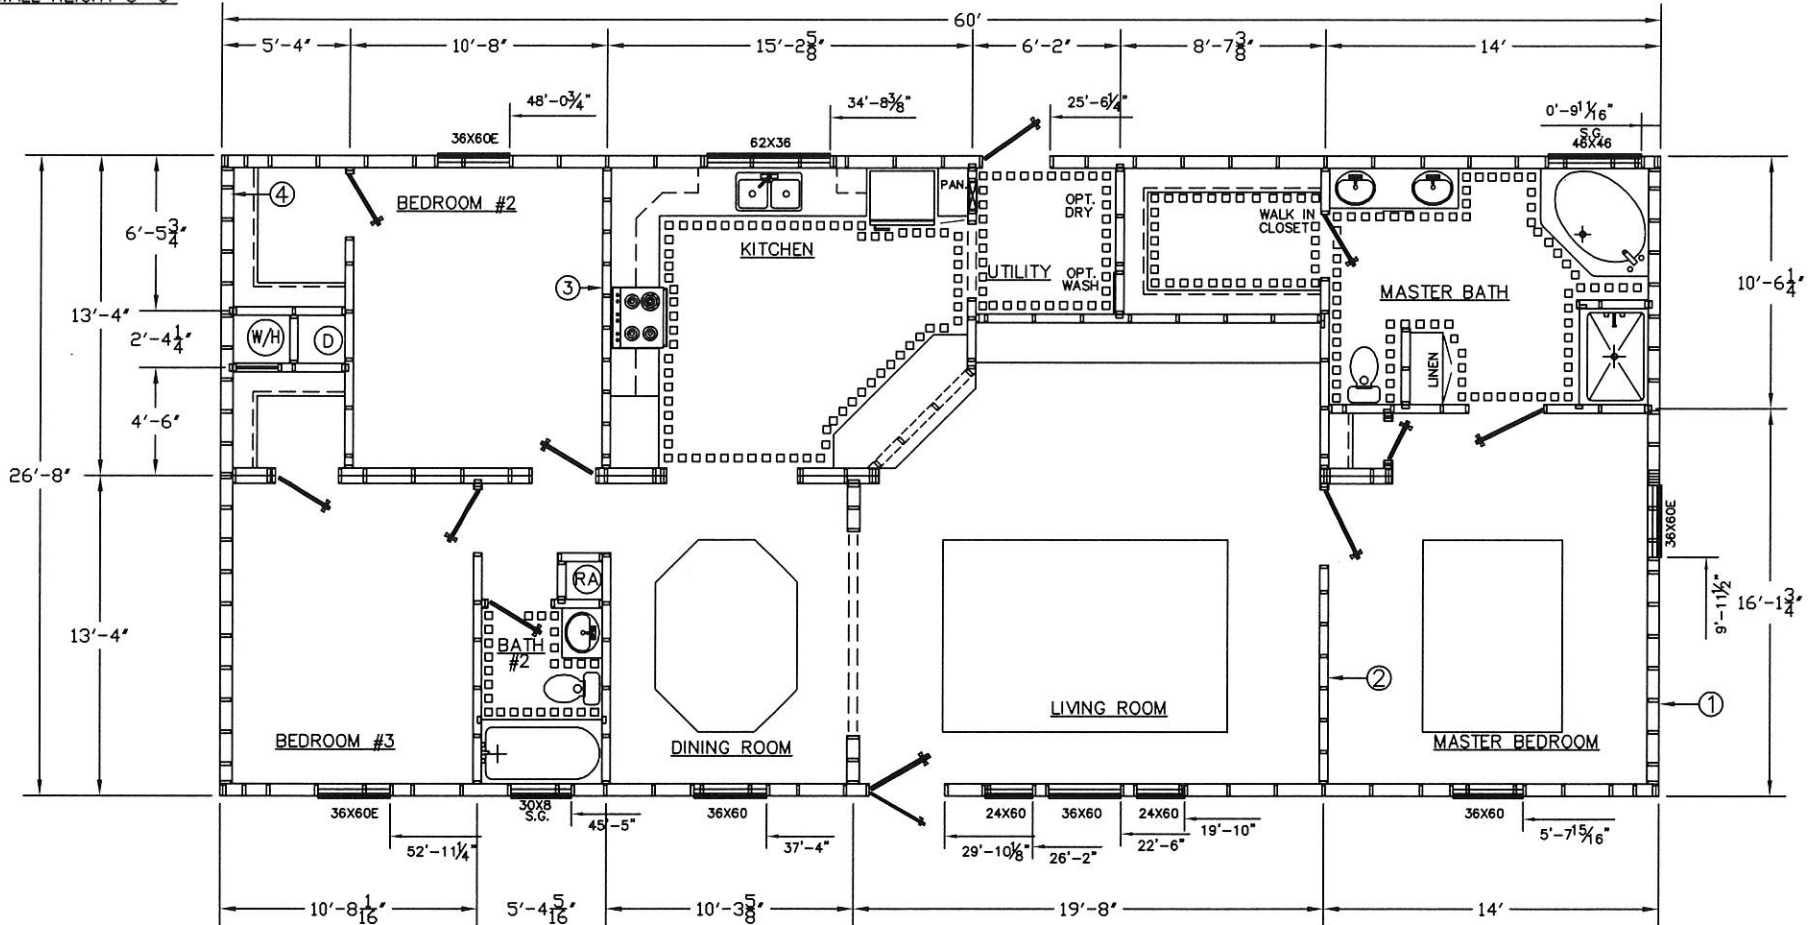 60'
5'-4" 10'-8" 15'-2 5/8" 6'-2" 8'-7 3/8" 14'
48'-0 3/4" 34'-8 3/8" 25'-6 1/4" 0'-9 11/16"
36X60E 62X36 S.G.
46X46
4 BEDROOM #2 PAN. OPT.
DRY
WALK IN
CLOSET
6'-5 3/4"
KITCHEN
UTILITY OPT.
WASH
MASTER BATH 10'-6 1/4"
3
13'-4"
2'-4 1/4" W/H D
LINEN
4'-6"
26'-8"
36X60E
RA
9'-11 1/2" 16'-1 3/4"
13'-4"
BATH
#2
2
LIVING ROOM 1
BEDROOM #3 DINING ROOM MASTER BEDROOM
36X60E 30X8
S.G.
36X60 24X60 36X60 24X60 36X60
45'-5" 19'-10" 5'-7 15/16"
52'-11 1/4" 37'-4" 29'-10 1/8" 26'-2" 22'-6"
10'-8 1/16" 5'-4 5/16" 10'-3 5/8" 19'-8" 14'